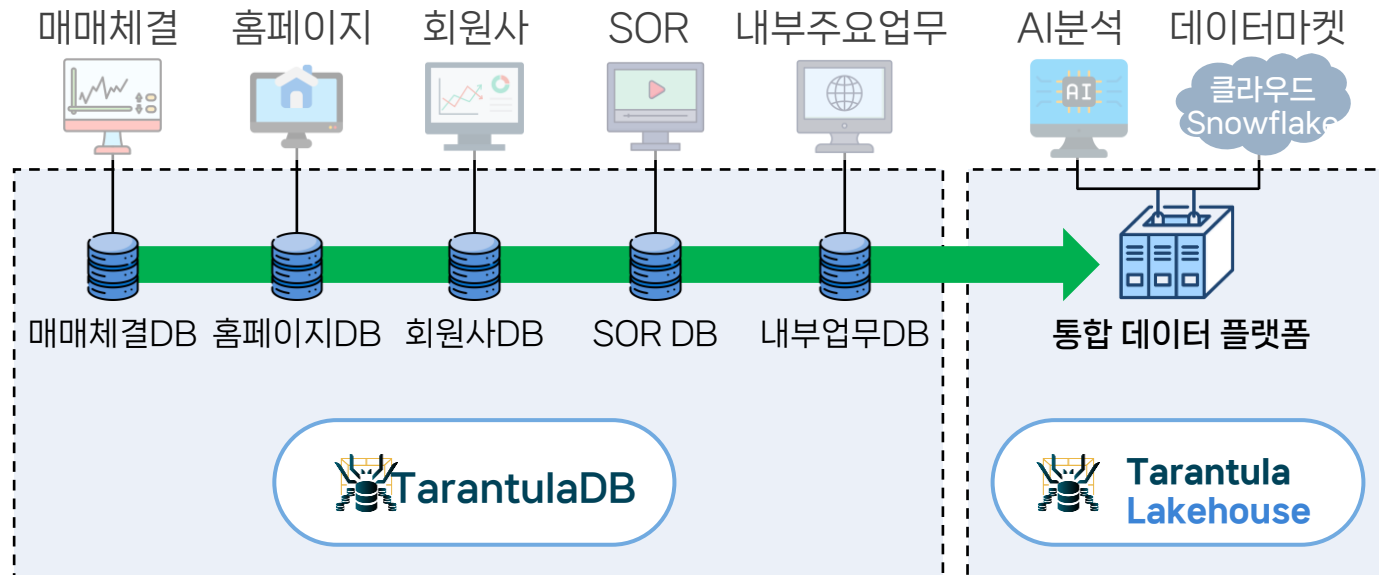 매매체결
홈페이지
회원사
SOR
내부주요업무
AI분석
데이터마켓
AI
클라우드
Snowflake
매매체결DB
홈페이지DB
회원사DB
SOR DB
내부업무DB
통합 데이터 플랫폼
TarantulaDB
Tarantula
Lakehouse